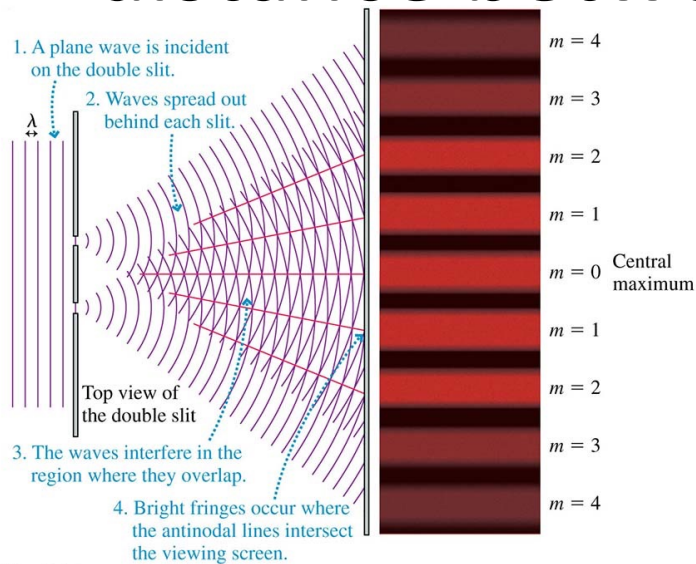 1. A plane wave is incident
on the double slit.
λ
2. Waves spread out
behind each slit.
Top view of
the double slit
3. The waves interfere in the
region where they overlap.
4. Bright fringes occur where
the antinodal lines intersect
the viewing screen.
m = 4
m = 3
m = 2
m = 1
m = 0 Central
maximum
m = 1
m = 2
m = 3
m = 4